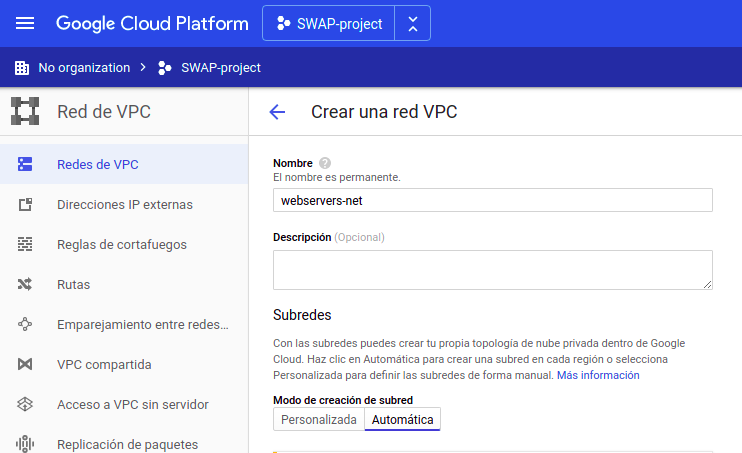 Google Cloud Platform
SWAP-project
No organization
SWAP-project
Red de VPC
Crear una red VPC
Redes de VPC
Direcciones IP externas
Reglas de cortafuegos
Rutas
Emparejamiento entre redes…
VPC compartida
Acceso a VPC sin servidor
Replicación de paquetes
Nombre ?
El nombre es permanente.
webservers-net
Descripción (Opcional)
Subredes
Con las subredes puedes crear tu propia topología de nube privada dentro de Google
Cloud. Haz clic en Automática para crear una subred en cada región o selecciona
Personalizada para definir las subredes de forma manual. Más información
Modo de creación de subred
Personalizada Automática